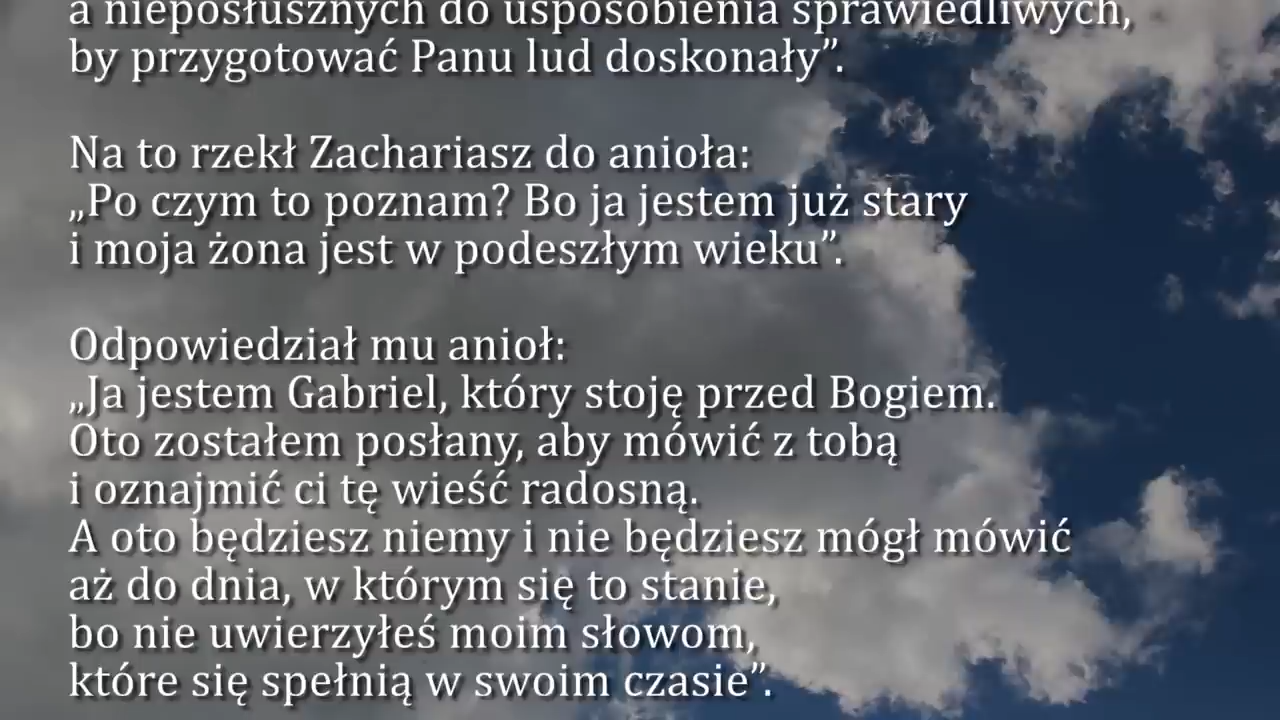 a nieposłusznych do usposobienia sprawiedliwych,
by przygotować Panu lud doskonały”.
Na to rzekł Zachariasz do anioła:
„Po czym to poznam? Bo ja jestem już stary
i moja żona jest w podeszłym wieku”.
Odpowiedział mu anioł:
„Ja jestem Gabriel, który stoję przed Bogiem.
Oto zostałem posłany, aby mówić z tobą
i oznajmić ci tę wieść radosną.
A oto będziesz niemy i nie będziesz mógł mówić
aż do dnia, w którym się to stanie,
bo nie uwierzyłeś moim słowom,
które się spełnią w swoim czasie”.